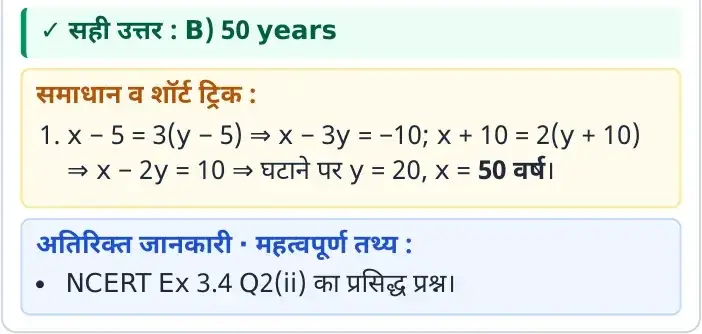 ✓ सही उत्तर : B) 50 years
समाधान व शॉर्ट ट्रिक :
1. x − 5 = 3(y − 5) ⇒ x − 3y = −10; x + 10 = 2(y + 10)
⇒ x − 2y = 10 ⇒ घटाने पर y = 20, x = 50 वर्ष।
अतिरिक्त जानकारी · महत्वपूर्ण तथ्य :
• NCERT Ex 3.4 Q2(ii) का प्रसिद्ध प्रश्न।